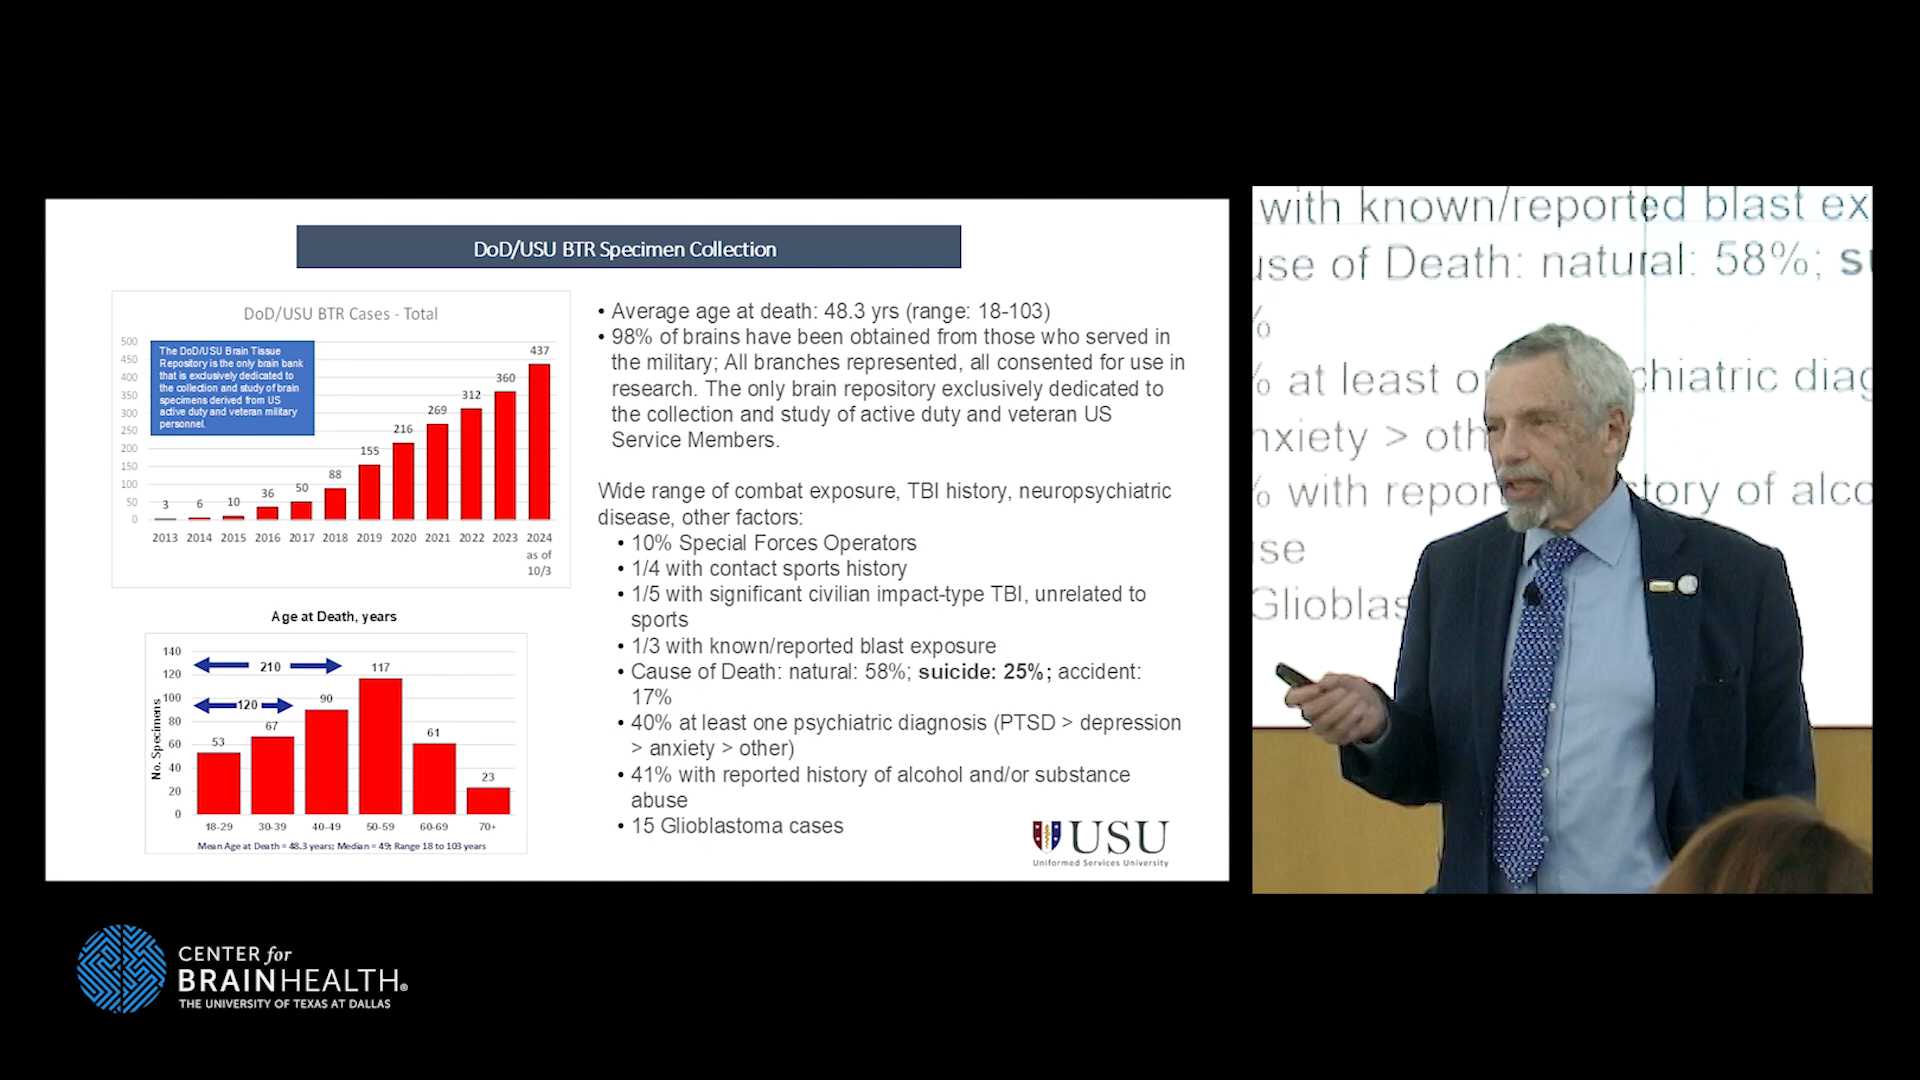 DoD/USU BTR Specimen Collection
DoD/USU BTR Cases - Total
500
450
400
350
300
250
200
150
100
50
0
The DoD/USU Brain Tissue
Repository is the only brain bank
that is exclusively dedicated to
the collection and study of brain
specimens derived from US
active duty and veteran military
personnel.
3
6
10
36
50
88
155
216
269
312
360
437
2013 2014 2015 2016 2017 2018 2019 2020 2021 2022 2023 2024
as of
10/3
Age at Death, years
No. Specimens
140
120
100
80
60
40
20
0
210
120
53
67
90
117
61
23
18-29 30-39 40-49 50-59 60-69 70+
Mean Age at Death = 48.3 years; Median = 49; Range 18 to 103 years
• Average age at death: 48.3 yrs (range: 18-103)
• 98% of brains have been obtained from those who served in
the military; All branches represented, all consented for use in
research. The only brain repository exclusively dedicated to
the collection and study of active duty and veteran US
Service Members.
Wide range of combat exposure, TBI history, neuropsychiatric
disease, other factors:
• 10% Special Forces Operators
• 1/4 with contact sports history
• 1/5 with significant civilian impact-type TBI, unrelated to
sports
• 1/3 with known/reported blast exposure
• Cause of Death: natural: 58%; suicide: 25%; accident:
17%
• 40% at least one psychiatric diagnosis (PTSD > depression
> anxiety > other)
• 41% with reported history of alcohol and/or substance
abuse
• 15 Glioblastoma cases
USU
Uniformed Services University
with known/reported blast ex
use of Death: natural: 58%; s
%
% at least o chiatric diag
nxiety > oth
% with repor tory of alco
se
Glioblas
CENTER for
BRAINHEALTH®
THE UNIVERSITY OF TEXAS AT DALLAS